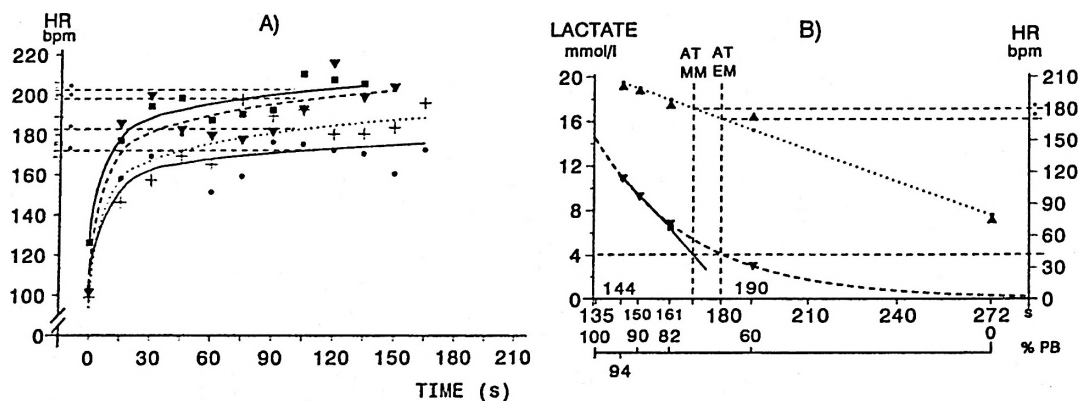 HR
bpm
A)
220
200
180
160
140
120
100
0
0 30 60 90 120 150 180 210
TIME (s)
LACTATE
mmol/l
B)
HR
bpm
AT
MM
AT
EM
20
16
12
8
4
0
210
180
150
120
90
60
30
0
144
190
135 150 161 180 210 240 272 s
100 90 82 60 0
% PB
94